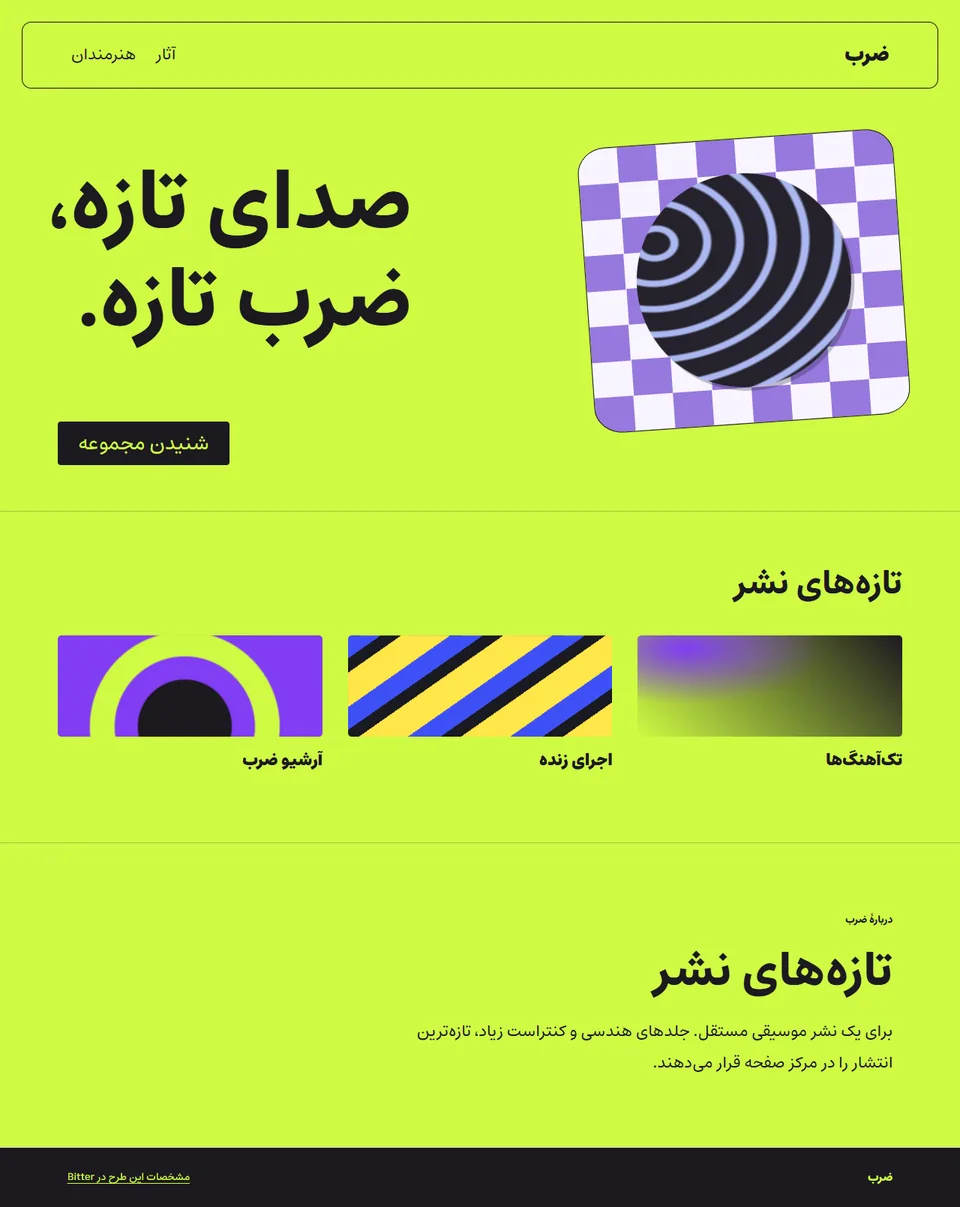 ضرب
آثار
هنرمندان
صدای تازه،
ضرب تازه.
شنیدن مجموعه
تازه‌های نشر
تک‌آهنگ‌ها
اجرای زنده
آرشیو ضرب
دربارهٔ ضرب
تازه‌های نشر
برای یک نشر موسیقی مستقل. جلدهای هندسی و کنتراست زیاد، تازه‌ترین
انتشار را در مرکز صفحه قرار می‌دهند.
ضرب
مشخصات این طرح در Bitter